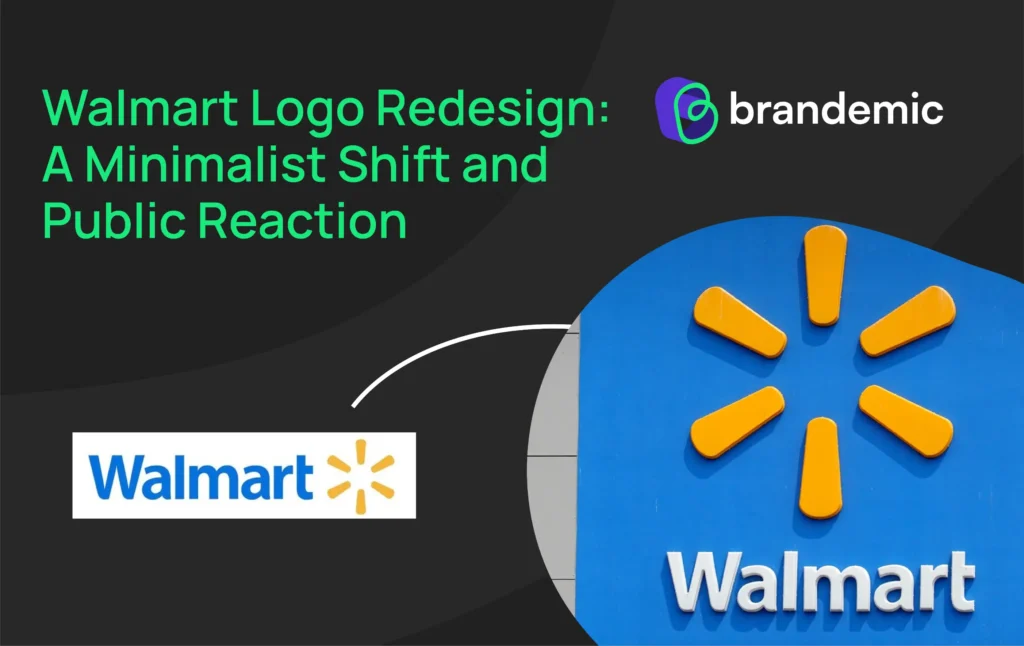 Walmart Logo Redesign:
A Minimalist Shift and
Public Reaction
brandemic
Walmart
Walmart